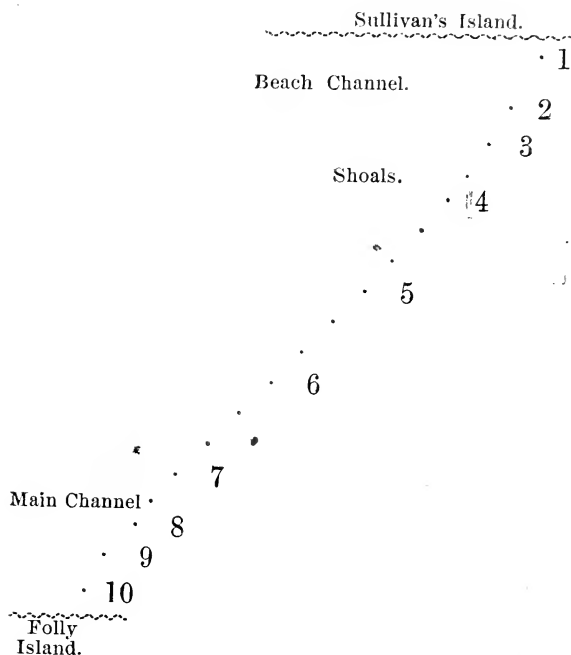 Sullivan's Island.
1
Beach Channel.
2
3
Shoals.
4
5
6
7
Main Channel
8
9
10
Folly
Island.